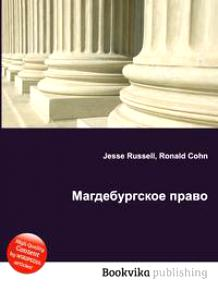 Jesse Russell, Ronald Cohn
Магдебургское право
High Quality
Content
by WIKIPEDIA
articles!
Bookvika publishing